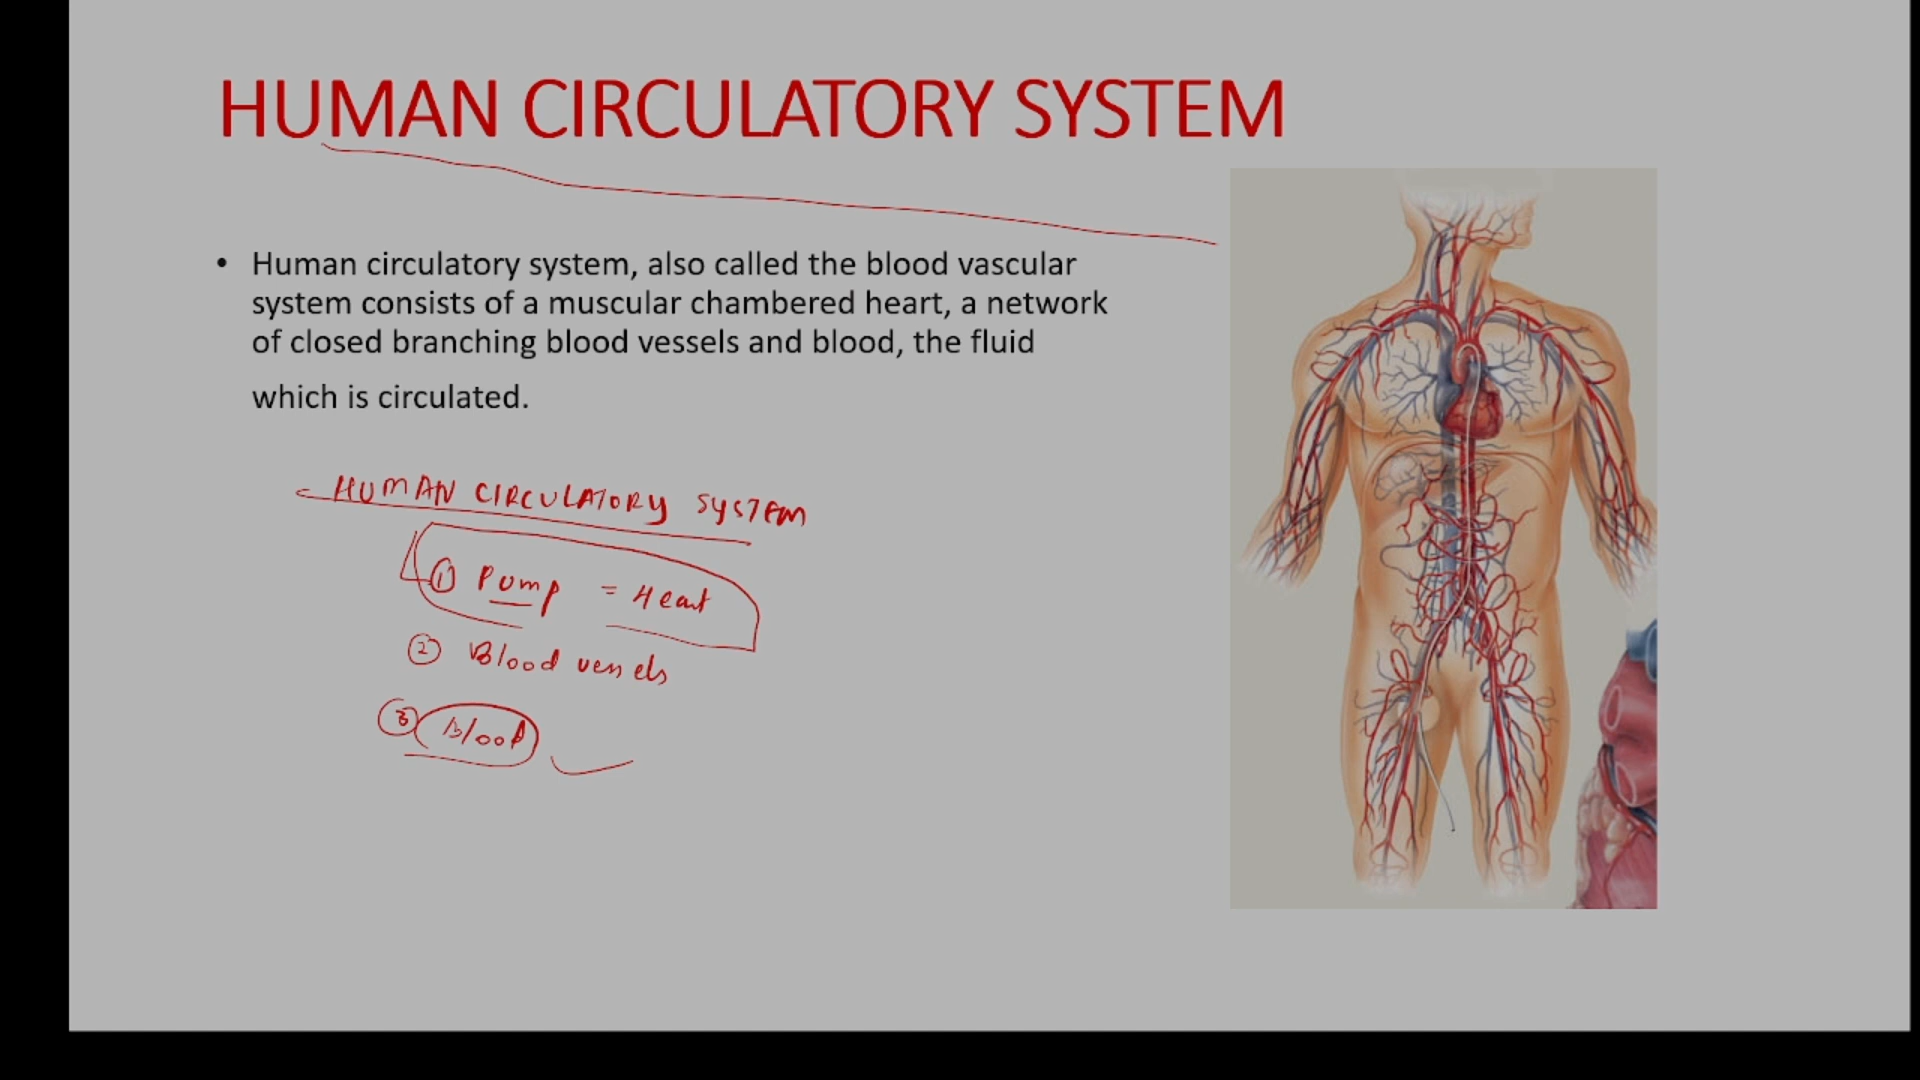 HUMAN CIRCULATORY SYSTEM
• Human circulatory system, also called the blood vascular
system consists of a muscular chambered heart, a network
of closed branching blood vessels and blood, the fluid
which is circulated.
HUMAN CIRCULATORY SYSTEM
① Pump = Heart
② Blood vessels
③ Blood